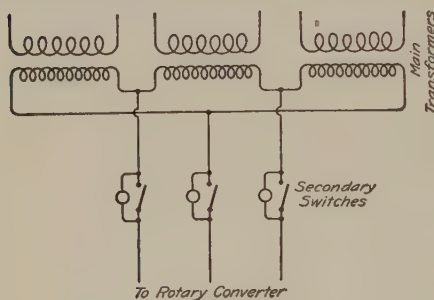 Main
Transformers
Secondary
Switches
To Rotary Converter